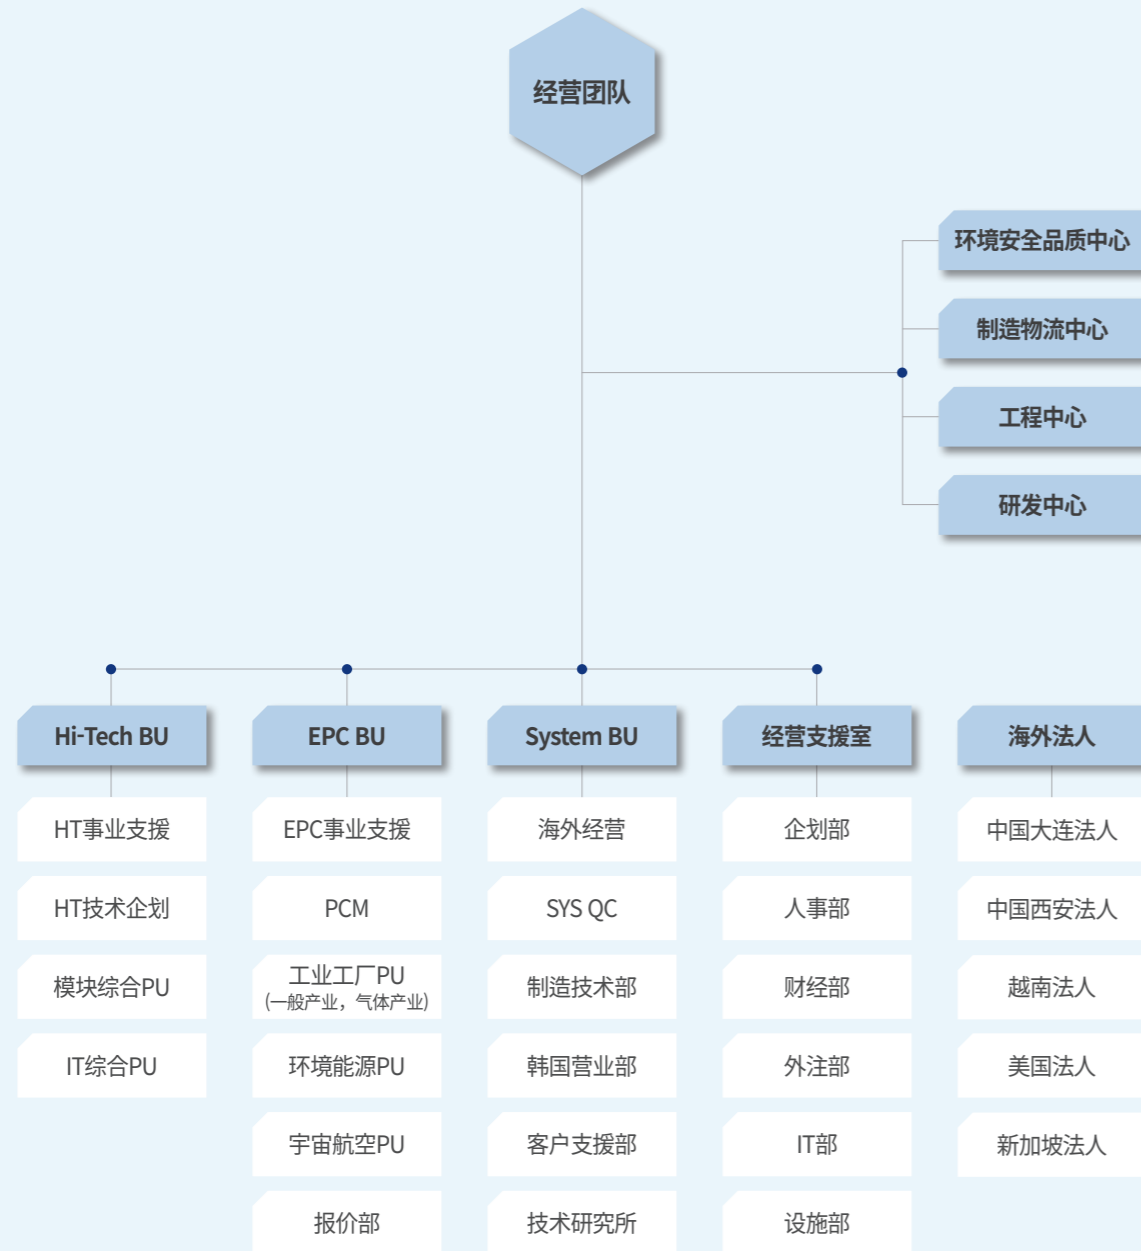 经营团队
环境安全品质中心
制造物流中心
工程中心
研发中心
Hi-Tech BU
HT事业支援
HT技术企划
模块综合PU
IT综合PU
EPC BU
EPC事业支援
PCM
工业工厂PU
(一般产业，气体产业)
环境能源PU
宇宙航空PU
报价部
System BU
海外经营
SYS QC
制造技术部
韩国营业部
客户支援部
技术研究所
经营支援室
企划部
人事部
财经部
外注部
IT部
设施部
海外法人
中国大连法人
中国西安法人
越南法人
美国法人
新加坡法人